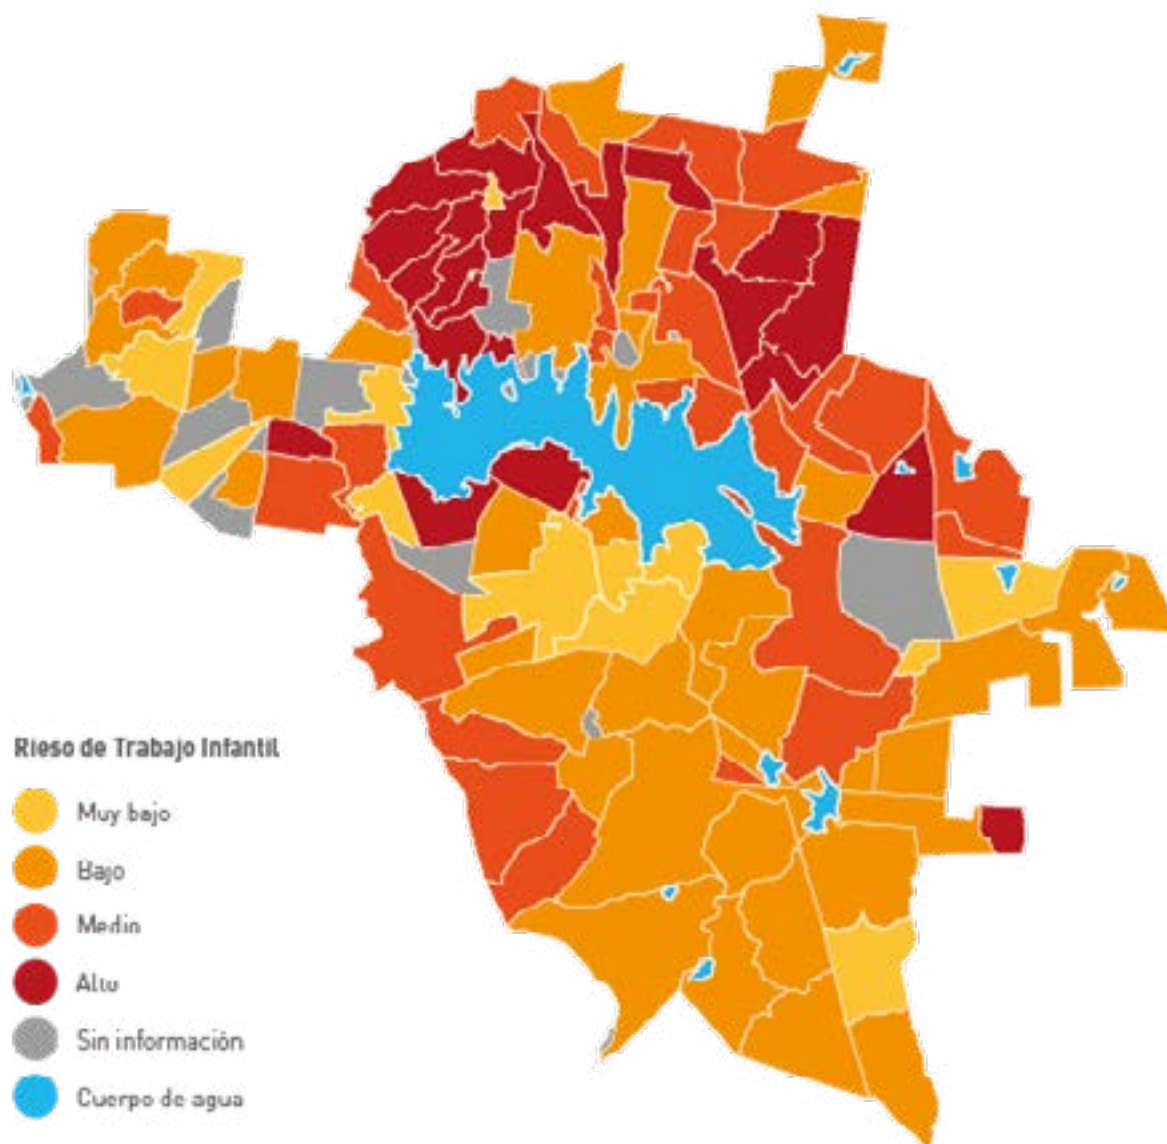 Rieso de Trabajo Infantil
Muy bajo
Bajo
Medio
Alto
Sin información
Cuerpo de agua